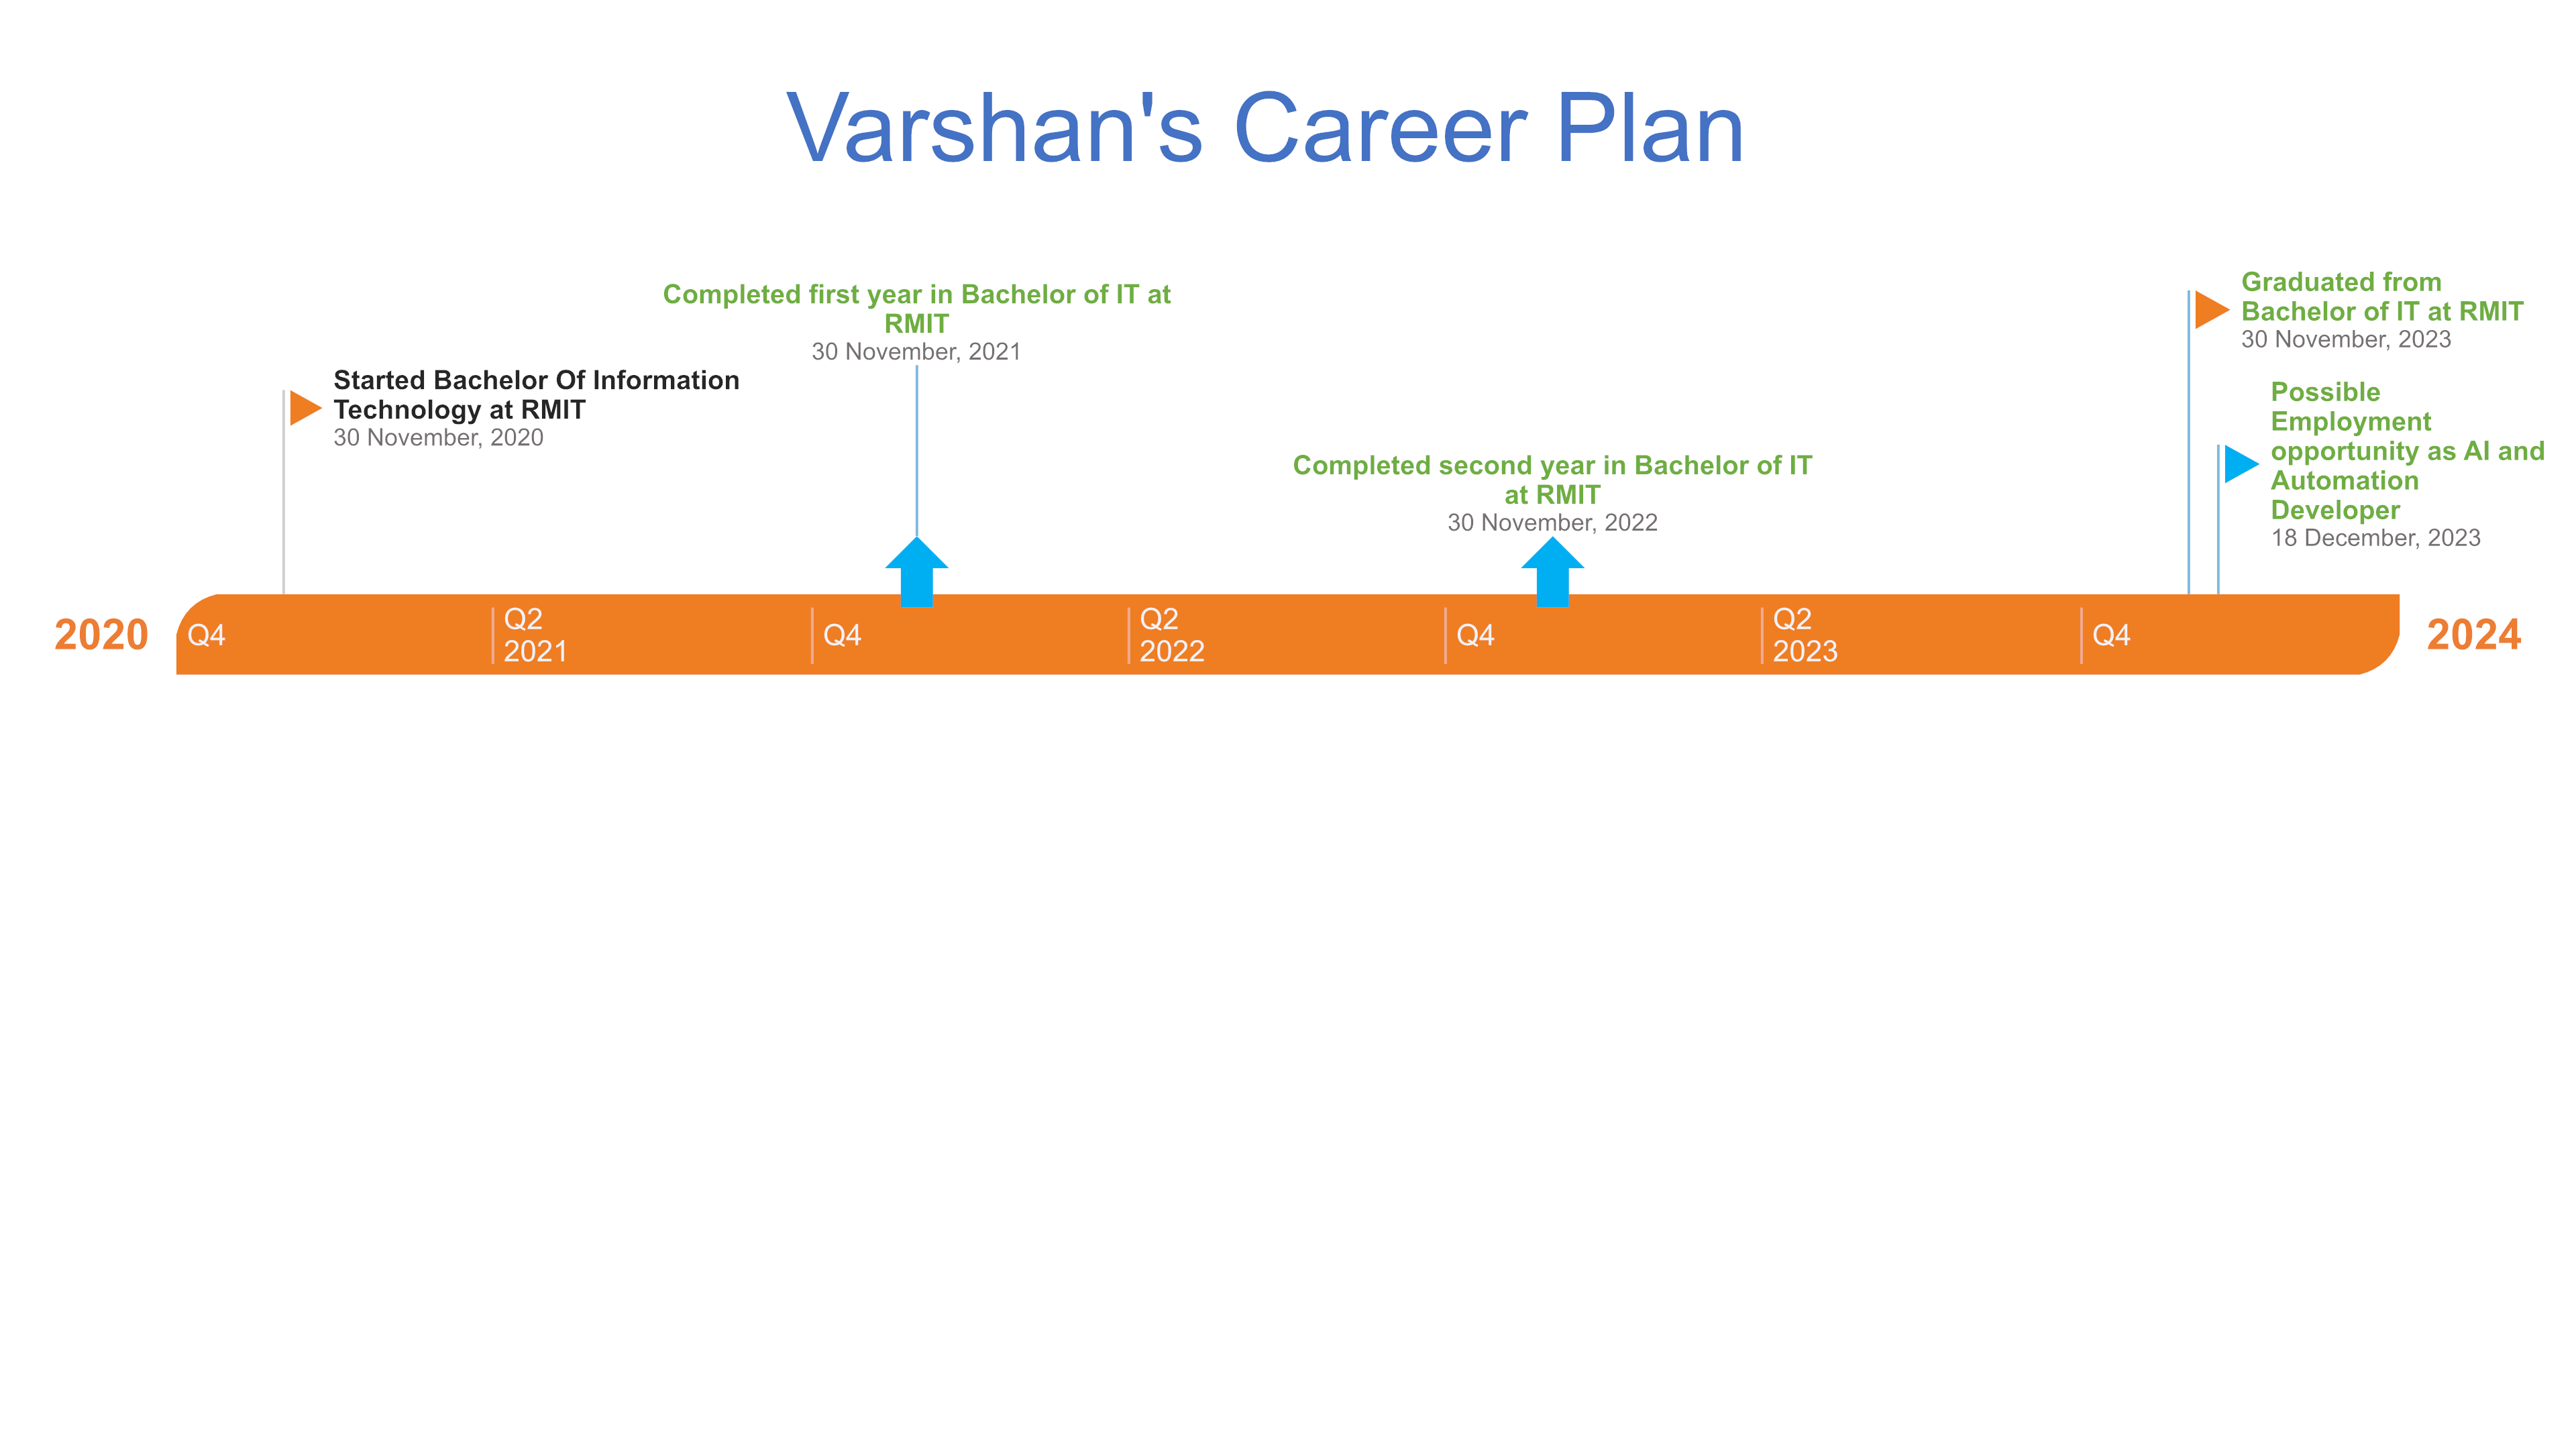 Varshan's Career Plan
Started Bachelor Of Information
Technology at RMIT
30 November, 2020
Completed first year in Bachelor of IT at
RMIT
30 November, 2021
Completed second year in Bachelor of IT
at RMIT
30 November, 2022
Graduated from
Bachelor of IT at RMIT
30 November, 2023
Possible
Employment
opportunity as AI and
Automation
Developer
18 December, 2023
2020
Q4
Q2
2021
Q4
Q2
2022
Q4
Q2
2023
Q4
2024